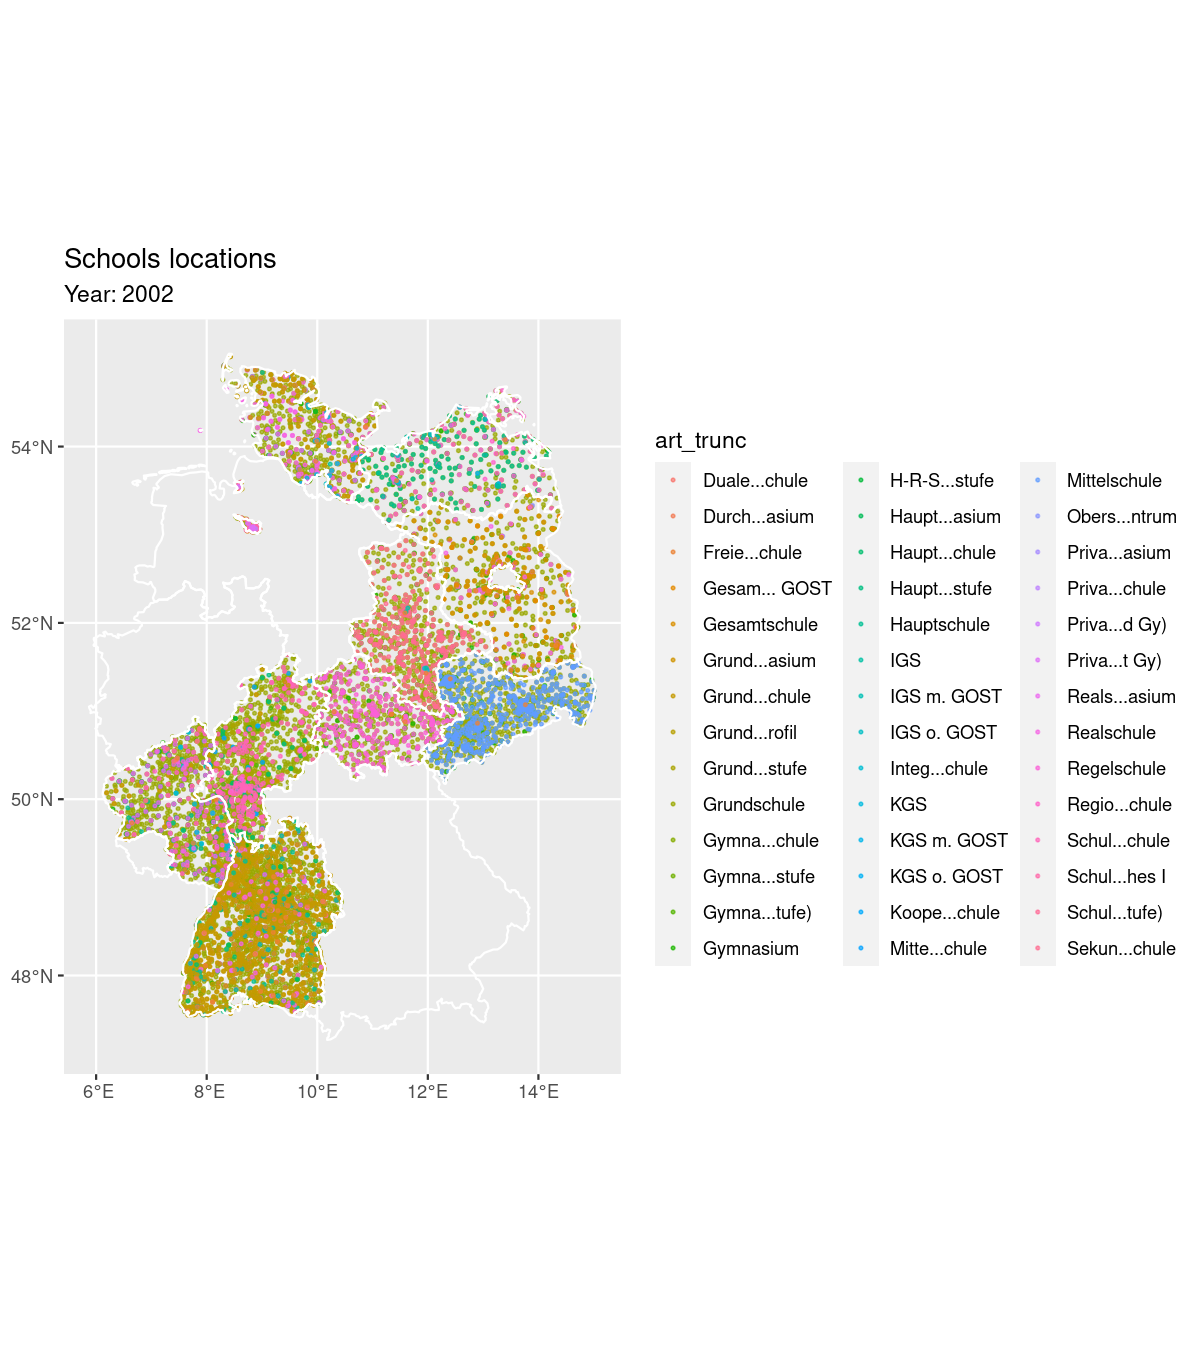 Schools locations
Year: 2002
54°N
52°N
50°N
48°N
6°E
8°E
10°E
12°E
14°E
art_trunc
Duale...chule
Durch...asium
Freie...chule
Gesam... GOST
Gesamtschule
Grund...asium
Grund...chule
Grund...rofil
Grund...stufe
Grundschule
Gymna...chule
Gymna...stufe
Gymna...tufe)
Gymnasium
H-R-S...stufe
Haupt...asium
Haupt...chule
Haupt...stufe
Hauptschule
IGS
IGS m. GOST
IGS o. GOST
Integ...chule
KGS
KGS m. GOST
KGS o. GOST
Koope...chule
Mitte...chule
Mittelschule
Obers...ntrum
Priva...asium
Priva...chule
Priva...d Gy)
Priva...t Gy)
Reals...asium
Realschule
Regelschule
Regio...chule
Schul...chule
Schul...hes I
Schul...tufe)
Sekun...chule